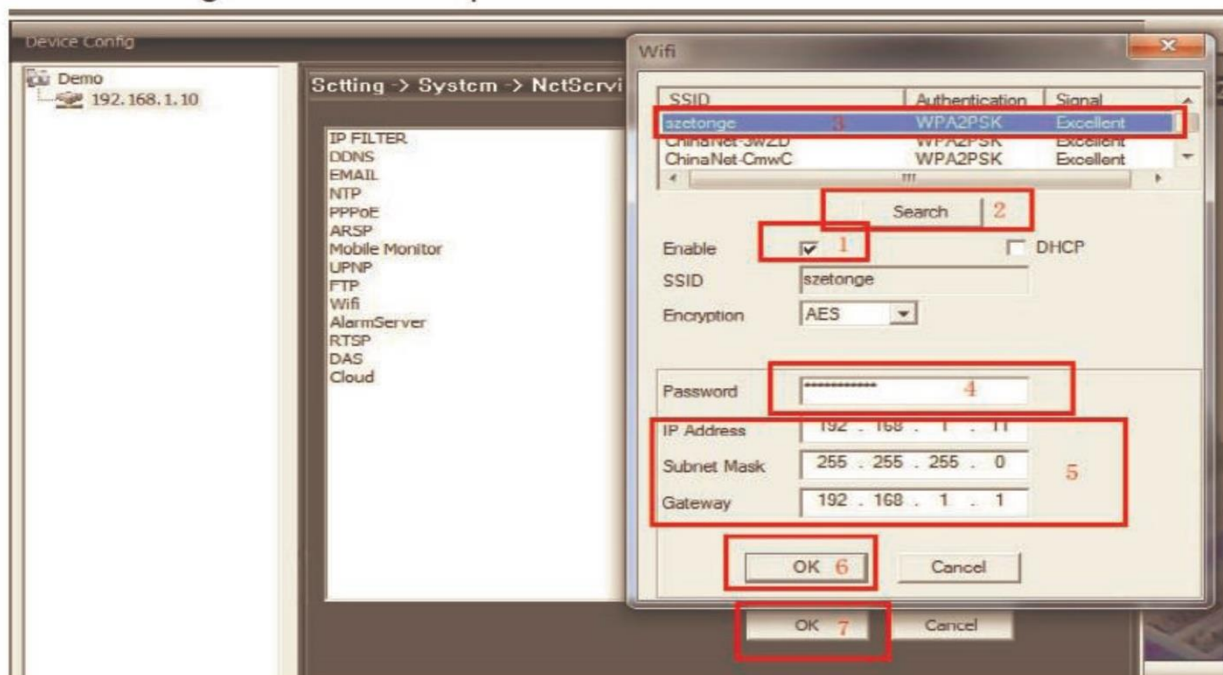 Device Config
Demo
192.168.1.10
Setting -> System -> NetServi
IP FILTER
DDNS
EMAIL
NTP
PPPoE
ARSP
Mobile Monitor
UPNP
FTP
Wifi
AlarmServer
RTSP
DAS
Cloud
Wifi
SSID Authentication Signal
szetonge 3 WPA2PSK Excellent
ChinaNet-3wZD WPA2PSK Excellent
ChinaNet-CmwC WPA2PSK Excellent
Search 2
Enable 1 DHCP
SSID szetonge
Encryption AES
Password *********** 4
IP Address 192 . 168 . 1 . 11
Subnet Mask 255 . 255 . 255 . 0 5
Gateway 192 . 168 . 1 . 1
OK 6 Cancel
OK 7 Cancel